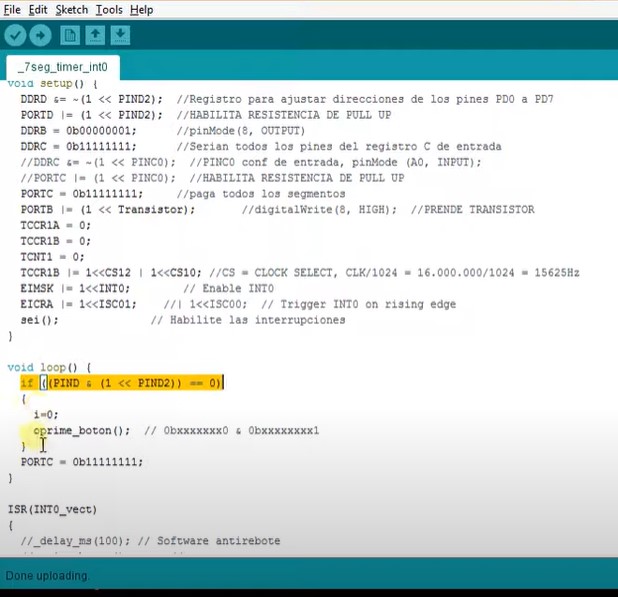 File Edit Sketch Tools Help
_7seg_timer_int0
void setup() {
DDRD &= ~(1 << PIND2); //Registro para ajustar direcciones de los pines PD0 a PD7
PORTD |= (1 << PIND2); //HABILITA RESISTENCIA DE PULL UP
DDRB = 0b00000001; //pinMode(8, OUTPUT)
DDRC = 0b11111111; //Serian todos los pines del registro C de entrada
//DDRC &= ~(1 << PINC0); //PINC0 conf de entrada, pinMode (A0, INPUT);
//PORTC |= (1 << PINC0); //HABILITA RESISTENCIA DE PULL UP
PORTC = 0b11111111; //paga todos los segmentos
PORTB |= (1 << Transistor); //digitalWrite(8, HIGH); //PRENDE TRANSISTOR
TCCR1A = 0;
TCCR1B = 0;
TCNT1 = 0;
TCCR1B |= 1<<CS12 | 1<<CS10; //CS = CLOCK SELECT, CLK/1024 = 16.000.000/1024 = 15625Hz
EIMSK |= 1<<INT0; // Enable INT0
EICRA |= 1<<ISC01; //| 1<<ISC00; // Trigger INT0 on rising edge
sei(); // Habilite las interrupciones
}
void loop() {
if ((PIND & (1 << PIND2)) == 0)
{
i=0;
oprime_boton(); // 0bxxxxxxx0 & 0bxxxxxxxx1
}
PORTC = 0b11111111;
}
ISR(INT0_vect)
{
//_delay_ms(100); // Software antirebote
Done uploading.